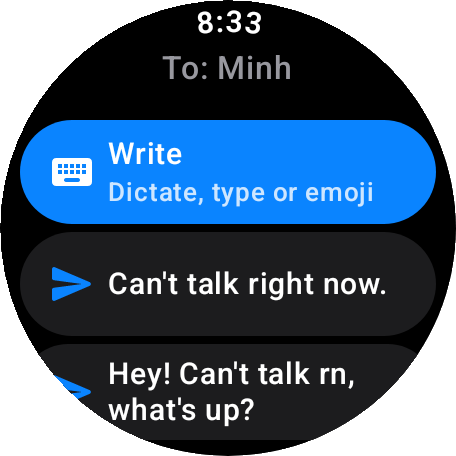 8:33
To: Minh
Write
Dictate, type or emoji
Can't talk right now.
Hey! Can't talk rn,
what's up?